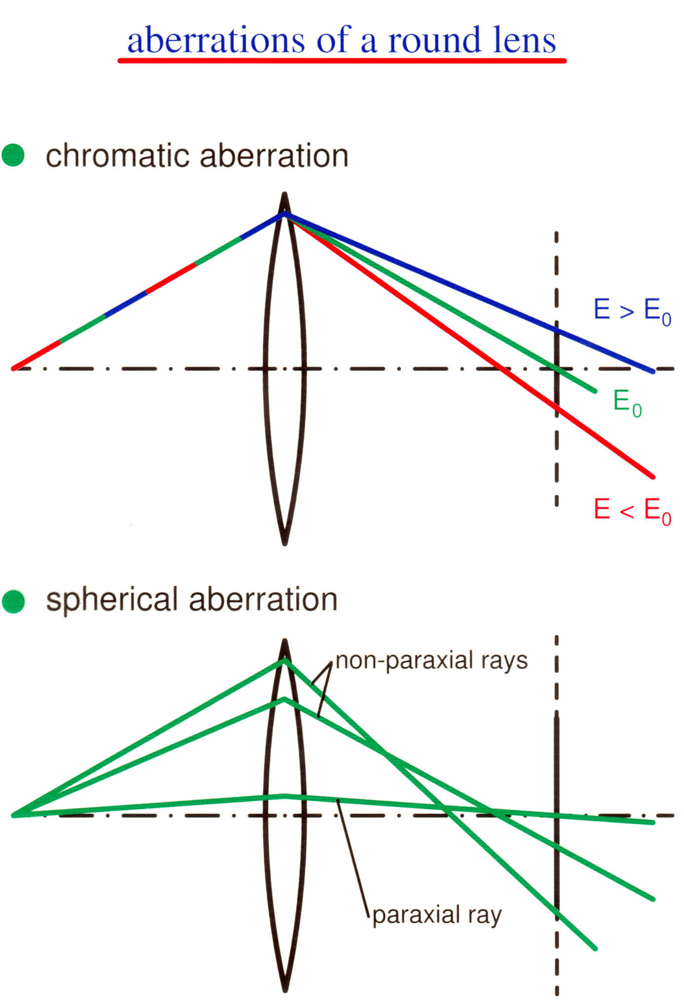 aberrations of a round lens
chromatic aberration
E > E₀
E₀
E < E₀
spherical aberration
non-paraxial rays
paraxial ray